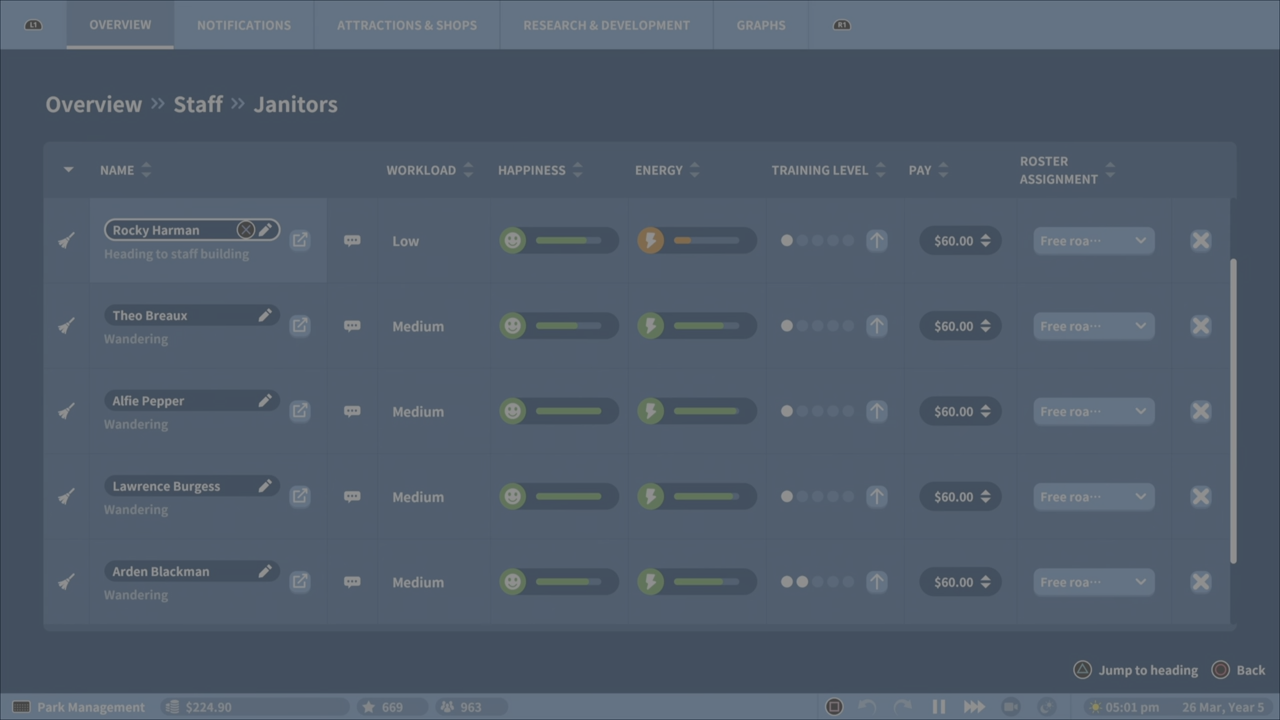 L1 OVERVIEW NOTIFICATIONS ATTRACTIONS & SHOPS RESEARCH & DEVELOPMENT GRAPHS R1
Overview » Staff » Janitors
NAME WORKLOAD HAPPINESS ENERGY TRAINING LEVEL PAY ROSTER ASSIGNMENT
Rocky Harman Low $60.00 Free roa...
Heading to staff building
Theo Breaux Medium $60.00 Free roa...
Wandering
Alfie Pepper Medium $60.00 Free roa...
Wandering
Lawrence Burgess Medium $60.00 Free roa...
Wandering
Arden Blackman Medium $60.00 Free roa...
Wandering
Jump to heading Back
Park Management $224.90 669 963 05:01 pm 26 Mar, Year 5